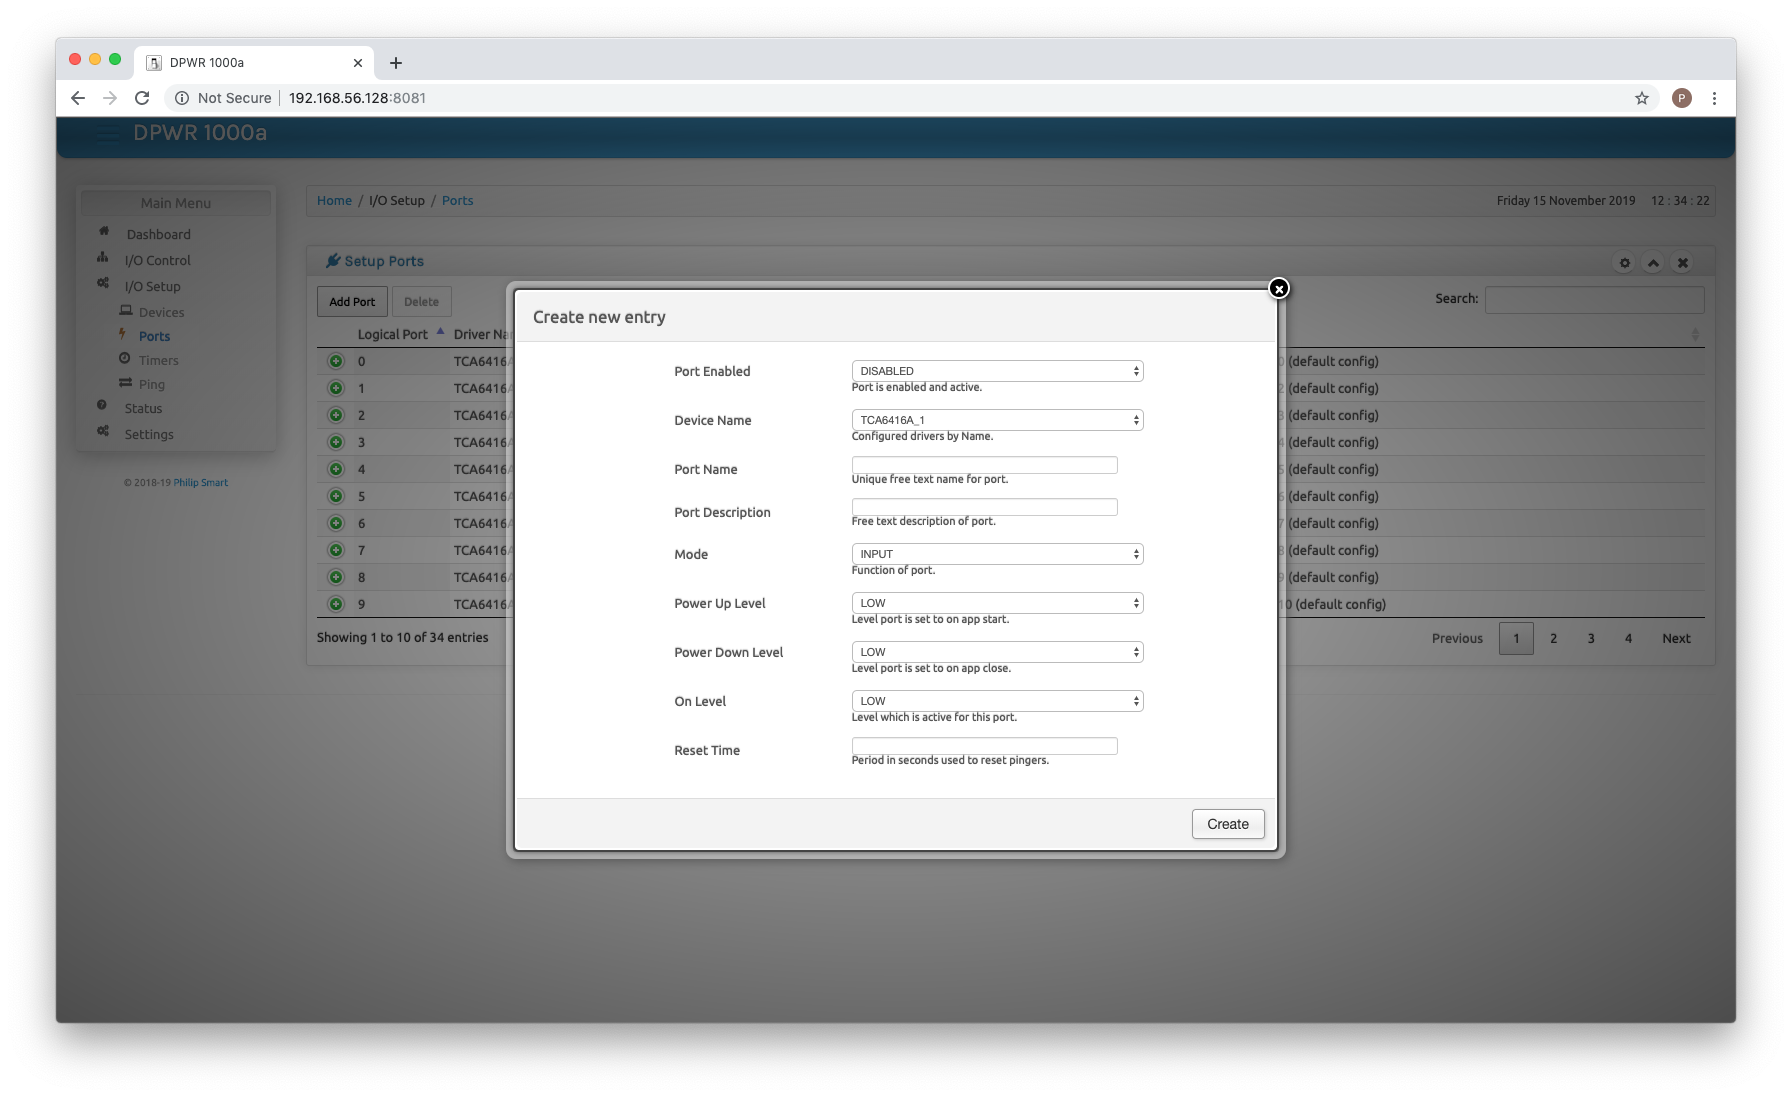 DPWR 1000a
Not Secure 192.168.56.128:8081
P
DPWR 1000a
Main Menu
Dashboard
I/O Control
I/O Setup
Devices
Ports
Timers
Ping
Status
Settings
© 2018-19 Philip Smart
Home / I/O Setup / Ports
Friday 15 November 2019 12 : 34 : 22
Setup Ports
Add Port Delete
Search:
Logical Port Driver
0 TCA6416 (default config)
1 TCA6416 (default config)
2 TCA6416 (default config)
3 TCA6416 (default config)
4 TCA6416 (default config)
5 TCA6416 (default config)
6 TCA6416 (default config)
7 TCA6416 (default config)
8 TCA6416 (default config)
9 TCA6416 10 (default config)
Showing 1 to 10 of 34 entries
Previous 1 2 3 4 Next
Create new entry
Port Enabled DISABLED
Port is enabled and active.
Device Name TCA6416A_1
Configured drivers by Name.
Port Name
Unique free text name for port.
Port Description
Free text description of port.
Mode INPUT
Function of port.
Power Up Level LOW
Level port is set to on app start.
Power Down Level LOW
Level port is set to on app close.
On Level LOW
Level which is active for this port.
Reset Time
Period in seconds used to reset pingers.
Create